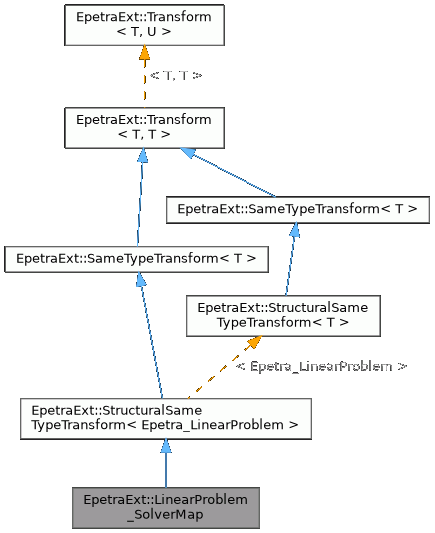 EpetraExt::Transform
< T, U >
< T, T >
EpetraExt::Transform
< T, T >
EpetraExt::SameTypeTransform< T >
EpetraExt::SameTypeTransform< T >
EpetraExt::StructuralSame
TypeTransform< T >
< Epetra_LinearProblem >
EpetraExt::StructuralSame
TypeTransform< Epetra_LinearProblem >
EpetraExt::LinearProblem
_SolverMap